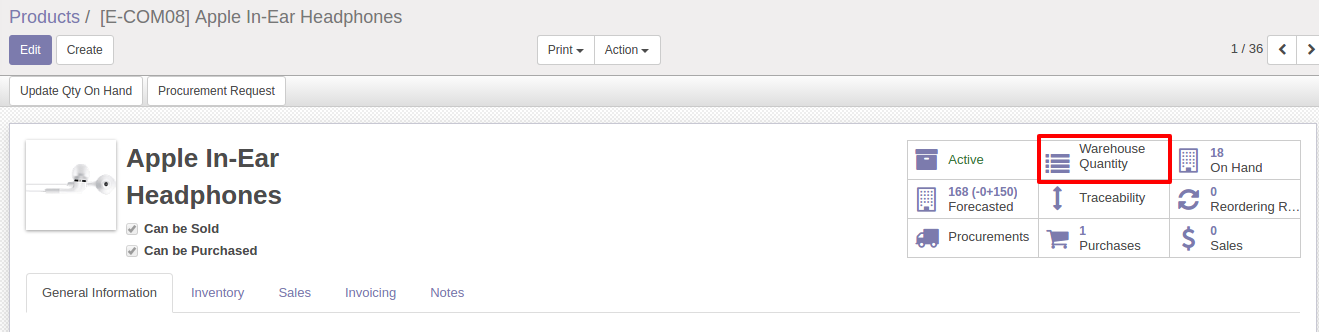 Products / [E-COM08] Apple In-Ear Headphones
Edit Create Print Action 1 / 36
Update Qty On Hand Procurement Request
Apple In-Ear
Headphones
Can be Sold
Can be Purchased
Active
Warehouse
Quantity
18
On Hand
168 (-0+150)
Forecasted
Traceability
0
Reordering R...
Procurements
1
Purchases
0
Sales
General Information Inventory Sales Invoicing Notes